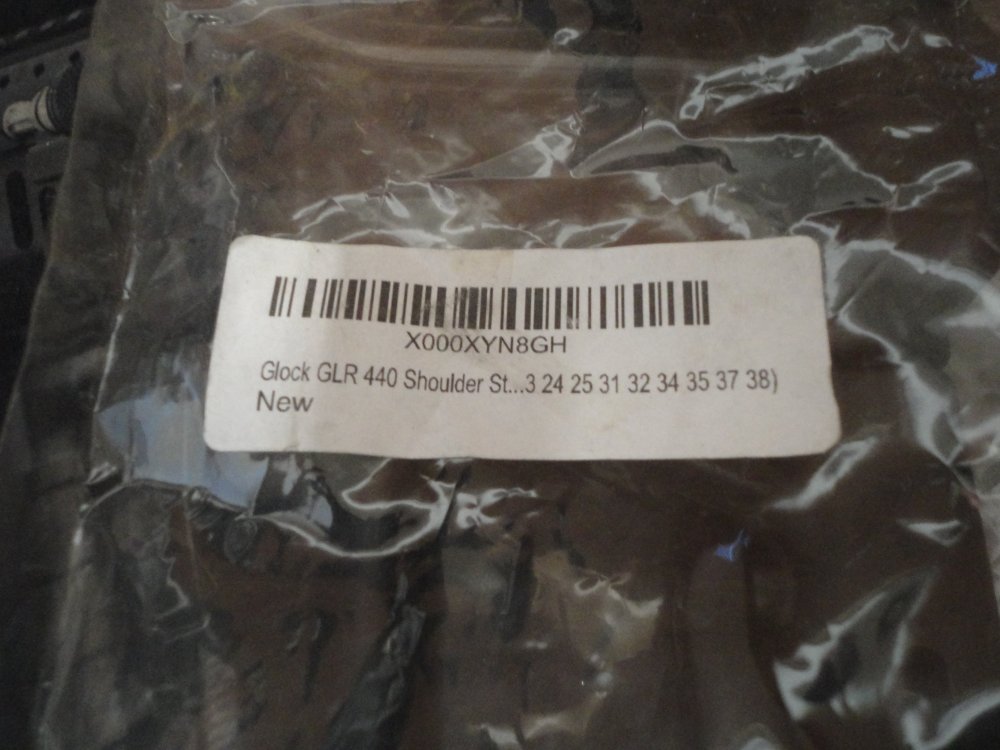 X000XYN8GH
Glock GLR 440 Shoulder St...3 24 25 31 32 34 35 37 38)
New